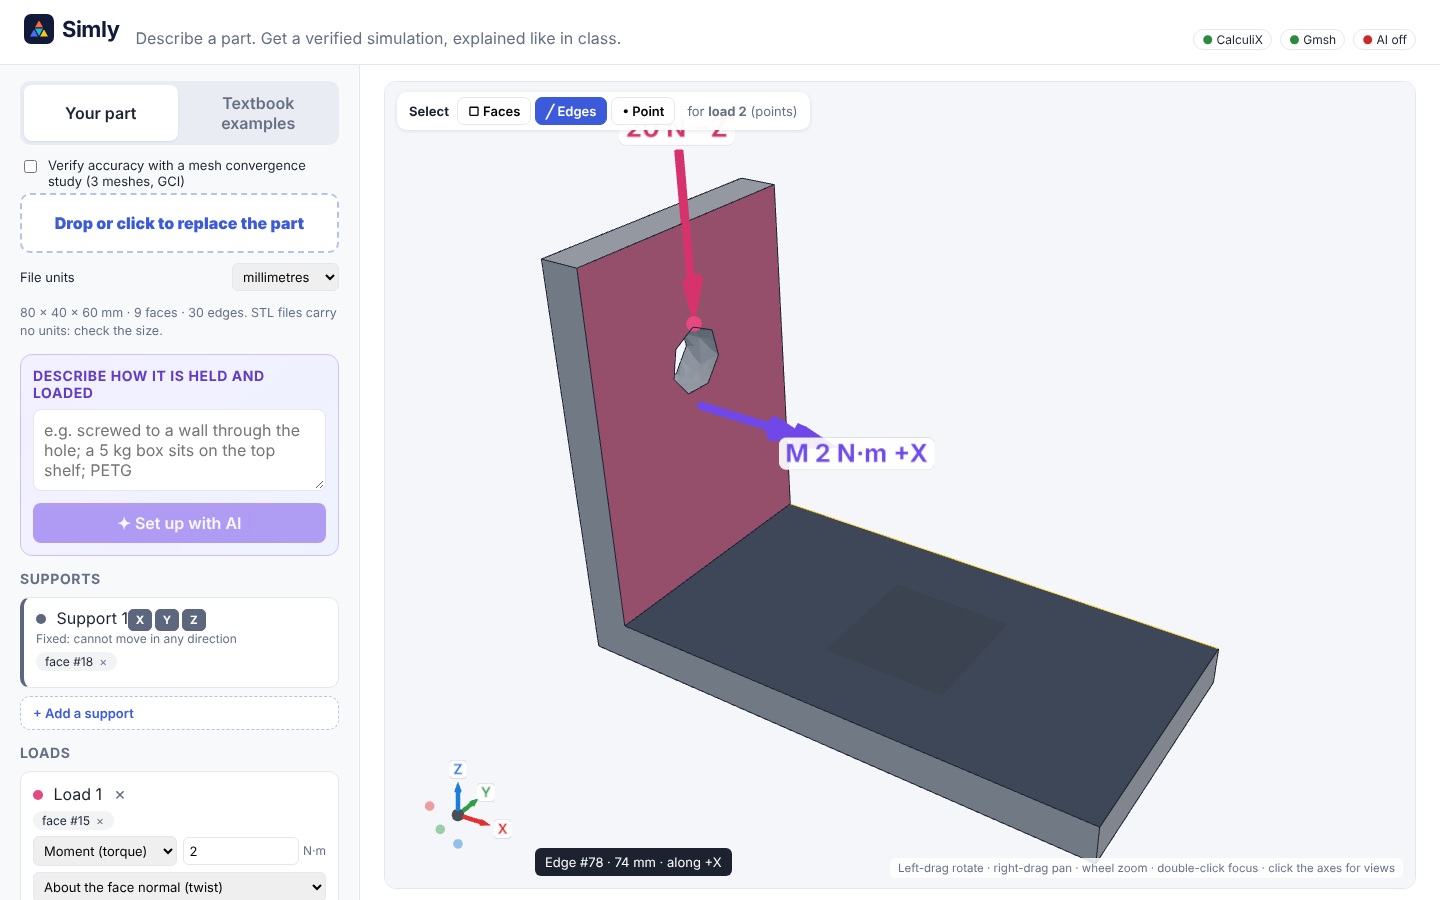 Simly
Describe a part. Get a verified simulation, explained like in class.
CalculiX
Gmsh
AI off
Your part
Textbook
examples
Verify accuracy with a mesh convergence
study (3 meshes, GCI)
Drop or click to replace the part
File units
millimetres
80 × 40 × 60 mm · 9 faces · 30 edges. STL files carry
no units: check the size.
DESCRIBE HOW IT IS HELD AND
LOADED
e.g. screwed to a wall through the
hole; a 5 kg box sits on the top
shelf; PETG
✦ Set up with AI
SUPPORTS
Support 1 X Y Z
Fixed: cannot move in any direction
face #18 ×
+ Add a support
LOADS
Load 1 ×
face #15 ×
Moment (torque) 2 N·m
About the face normal (twist)
Select Faces Edges Point for load 2 (points)
M 2 N·m +X
Z
Y
X
Edge #78 · 74 mm · along +X
Left-drag rotate · right-drag pan · wheel zoom · double-click focus · click the axes for views